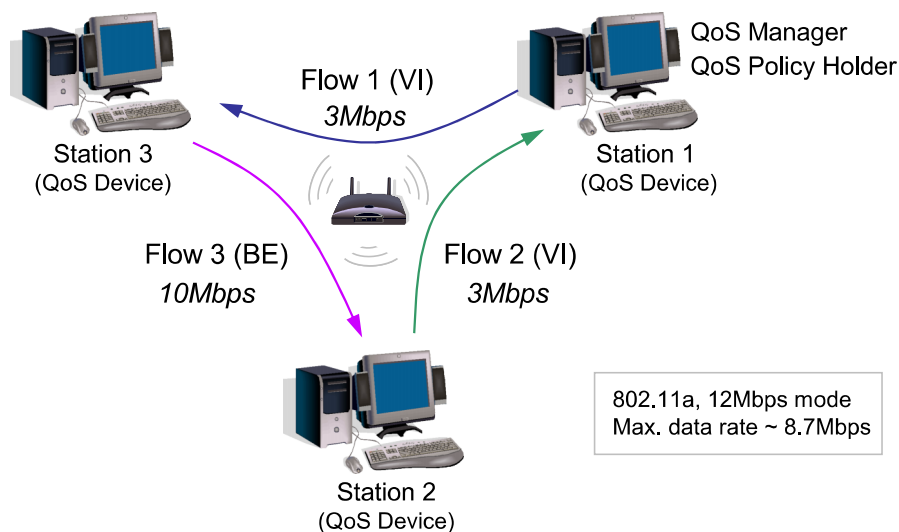 QoS Manager
QoS Policy Holder
Flow 1 (VI)
3Mbps
Station 3
(QoS Device)
Station 1
(QoS Device)
Flow 3 (BE)
10Mbps
Flow 2 (VI)
3Mbps
802.11a, 12Mbps mode
Max. data rate ~ 8.7Mbps
Station 2
(QoS Device)